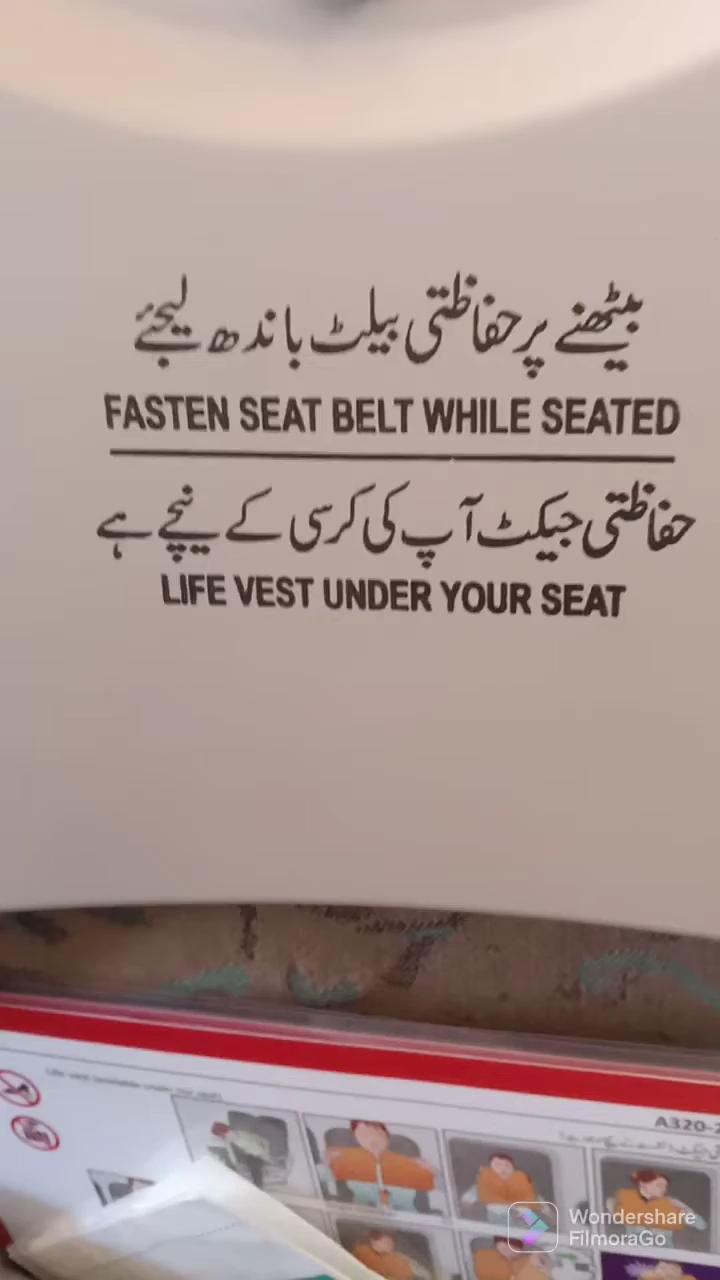 بیٹھنے پر حفاظتی بیلٹ باندھ لیجئے
FASTEN SEAT BELT WHILE SEATED
حفاظتی جیکٹ آپ کی کرسی کے نیچے ہے
LIFE VEST UNDER YOUR SEAT
A320-2
Wondershare
FilmoraGo